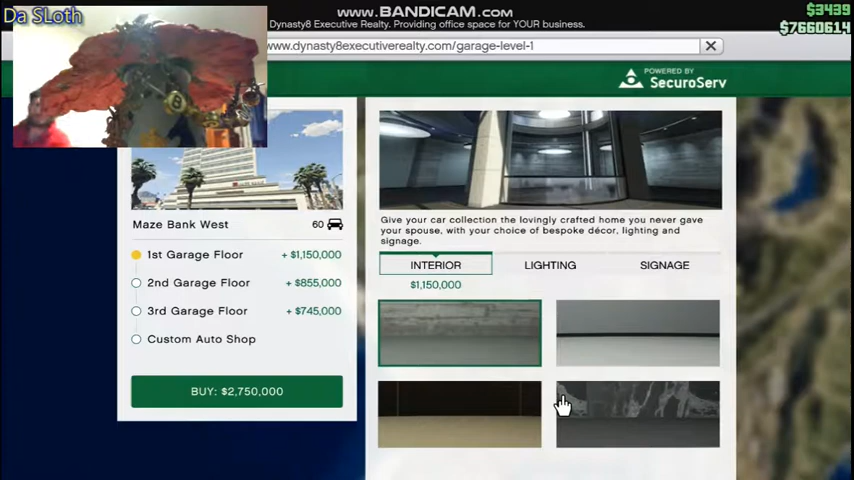 www.BANDICAM.com
Da SLoth
$3439
Dynasty8 Executive Realty. Providing office space for YOUR business.
$7660614
www.dynasty8executiverealty.com/garage-level-1
POWERED BY
SecuroServ
Maze Bank West 60
1st Garage Floor + $1,150,000
2nd Garage Floor + $855,000
3rd Garage Floor + $745,000
Custom Auto Shop
BUY: $2,750,000
Give your car collection the lovingly crafted home you never gave
your spouse, with your choice of bespoke décor, lighting and
signage.
INTERIOR LIGHTING SIGNAGE
$1,150,000